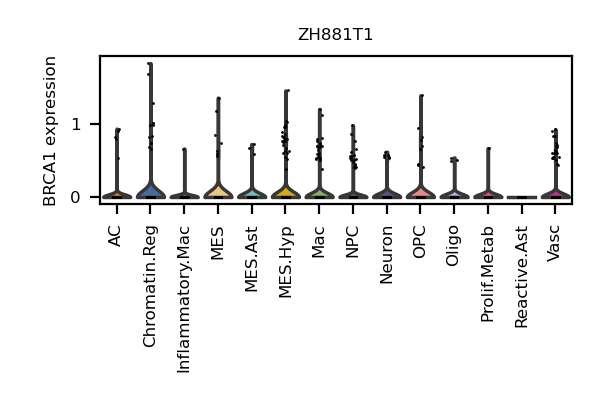 ZH881T1
BRCA1 expression
1
0
AC
Chromatin.Reg
Inflammatory.Mac
MES
MES.Ast
MES.Hyp
Mac
NPC
Neuron
OPC
Oligo
Prolif.Metab
Reactive.Ast
Vasc